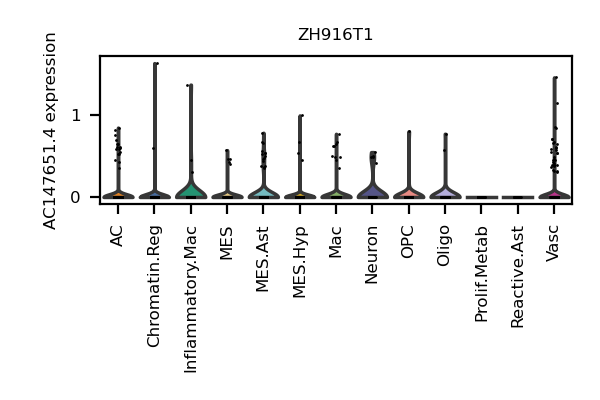 ZH916T1
AC147651.4 expression
1
0
AC
Chromatin.Reg
Inflammatory.Mac
MES
MES.Ast
MES.Hyp
Mac
Neuron
OPC
Oligo
Prolif.Metab
Reactive.Ast
Vasc